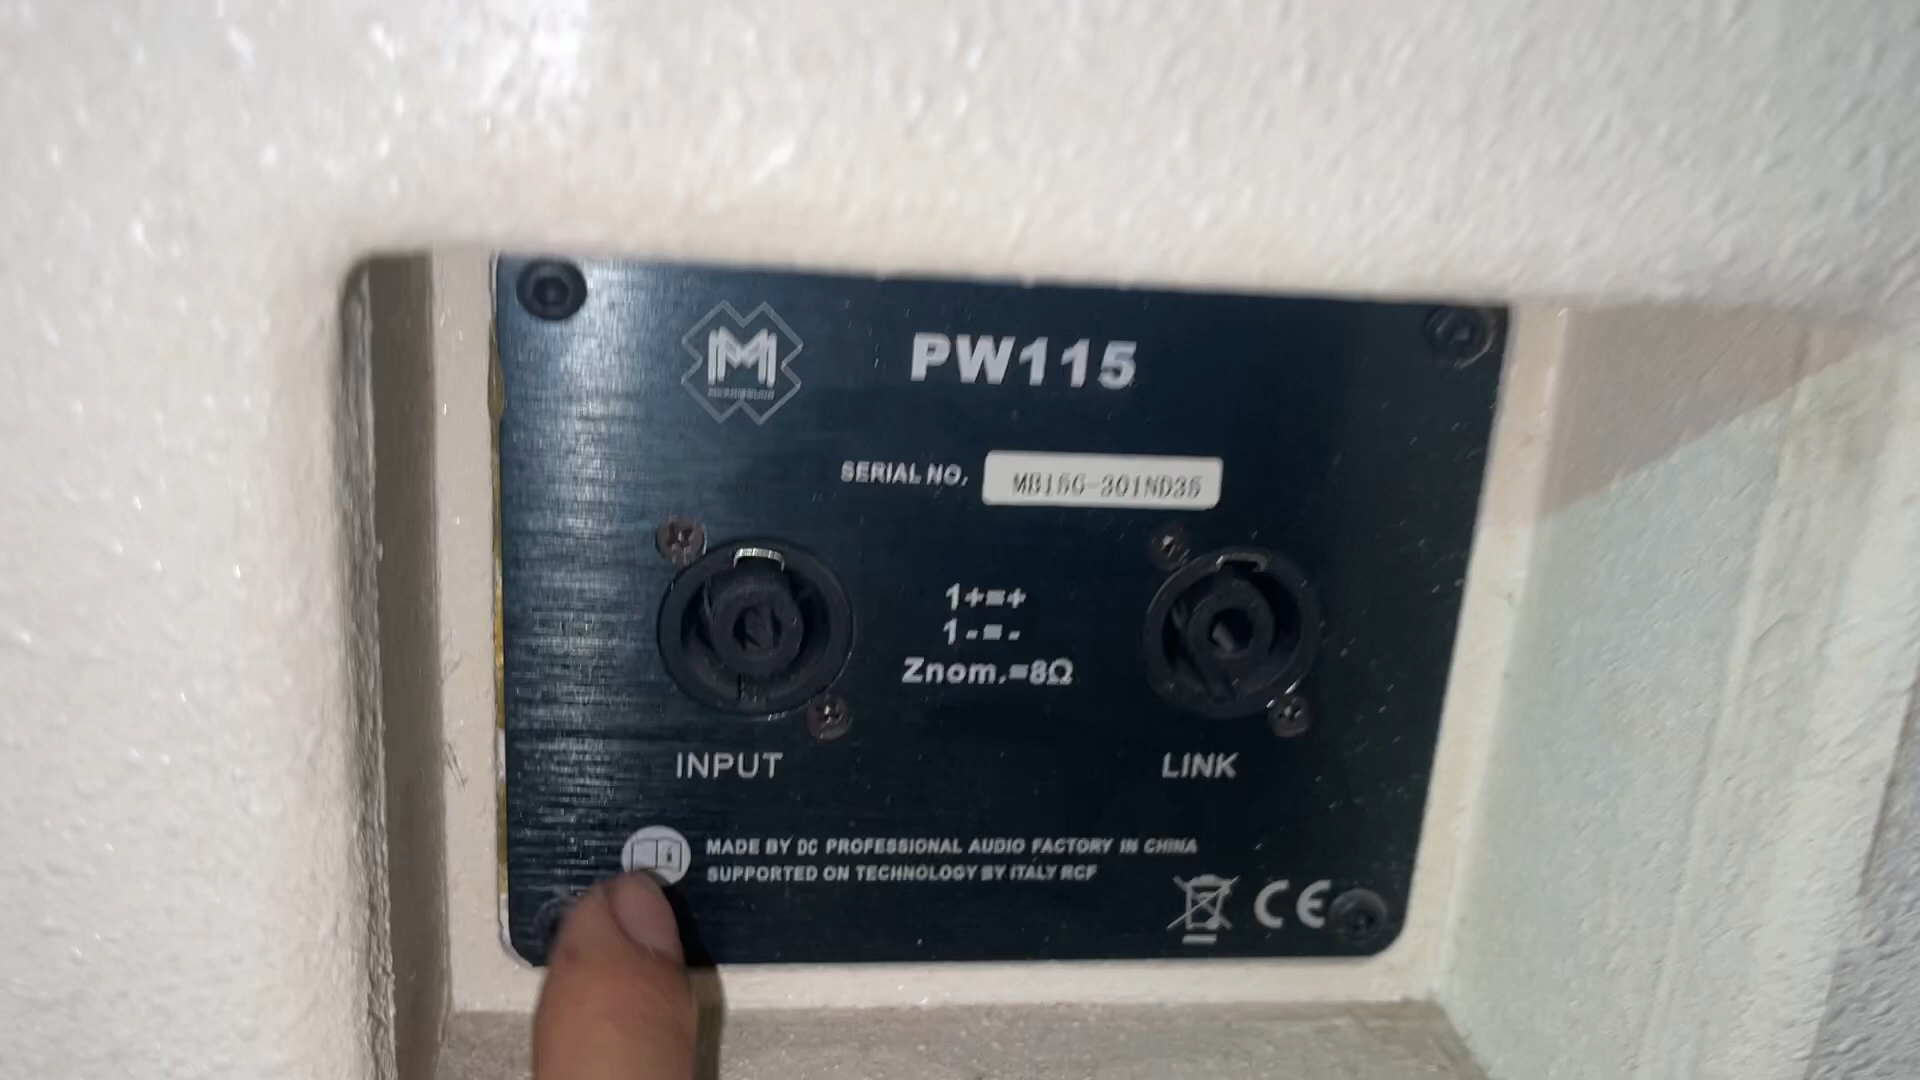 PW115
SERIAL NO.
MB15G-301ND35
1+=+
1-=-
Znom.=8Ω
INPUT
LINK
MADE BY DC PROFESSIONAL AUDIO FACTORY IN CHINA
SUPPORTED ON TECHNOLOGY BY ITALY RCF
CE